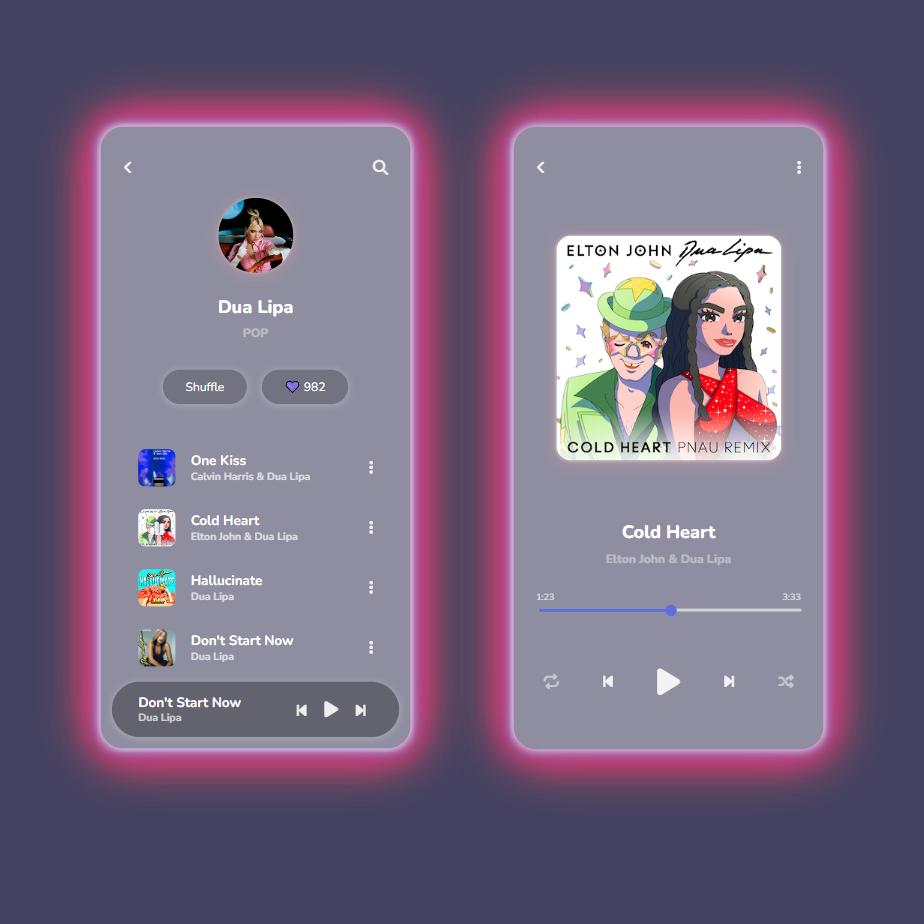 Dua Lipa
POP
Shuffle
982
One Kiss
Calvin Harris & Dua Lipa
Cold Heart
Elton John & Dua Lipa
Hallucinate
Dua Lipa
Don't Start Now
Dua Lipa
Don't Start Now
Dua Lipa
ELTON JOHN Dua Lipa
COLD HEART PNAU REMIX
Cold Heart
Elton John & Dua Lipa
1:23 3:33